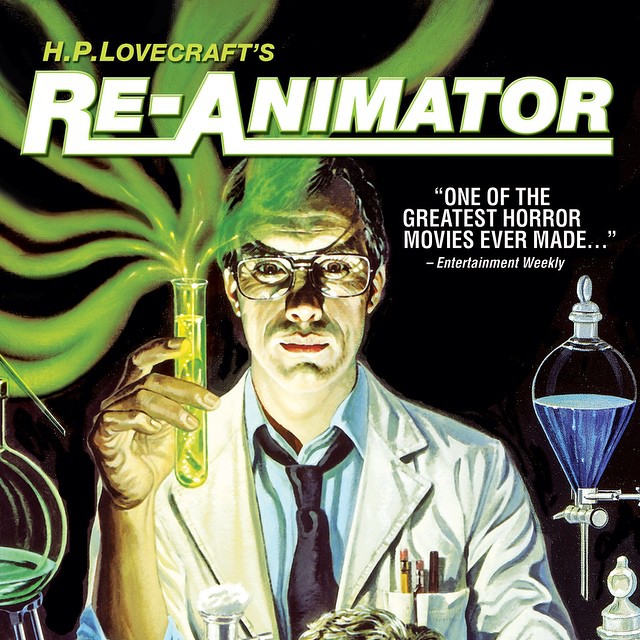 H.P.LOVECRAFT'S
RE-ANIMATOR
“ONE OF THE
GREATEST HORROR
MOVIES EVER MADE...”
– Entertainment Weekly